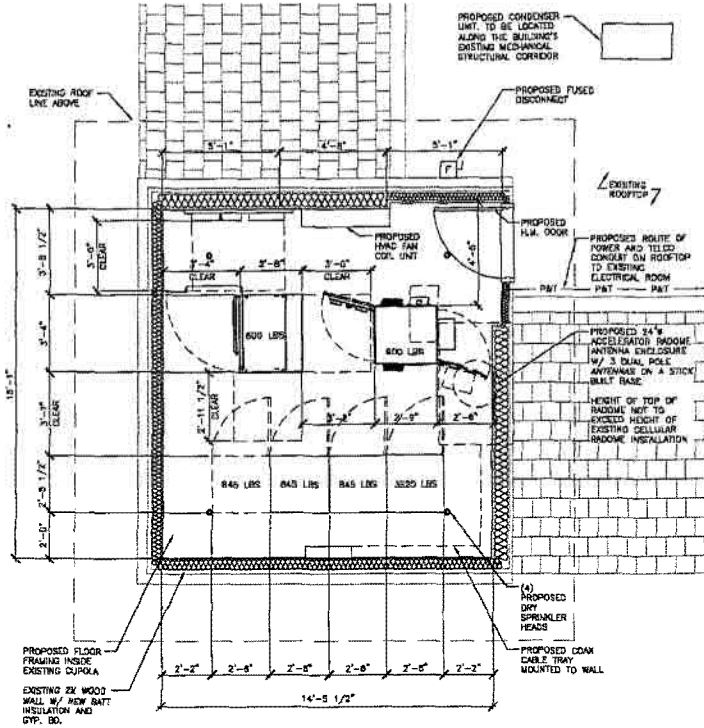 PROPOSED CONDENSER
UNIT, TO BE LOCATED
ALONG THE BUILDING'S
EXISTING MECHANICAL
STRUCTURAL CORRIDOR
EXISTING ROOF
LINE ABOVE
PROPOSED FUSED
DISCONNECT
5'-1"
5'-1"
F
EXISTING
ROOFTOP
PROPOSED
HVAC FAN
COIL UNIT
PROPOSED
H.M. DOOR
PROPOSED ROUTE OF
POWER AND TELCO
CONDUIT ON ROOFTOP
TO EXISTING
ELECTRICAL ROOM
P&T P&T P&T
3'-8 1/2"
3'-0"
CLEAR
3'-4"
CLEAR
2'-8"
3'-0"
CLEAR
4'-6"
3'-4"
600 LBS
600 LBS
PROPOSED 24"ø
ACCELERATOR RADOME
ANTENNA ENCLOSURE
W/ 3 DUAL POLE
ANTENNAS ON A STICK
BUILT BASE
HEIGHT OF TOP OF
RADOME NOT TO
EXCEED HEIGHT OF
EXISTING CELLULAR
RADOME INSTALLATION
15'-1"
CLEAR
2'-11 1/2"
CLEAR
2'-9"
2'-6"
845 LBS
845 LBS
845 LBS
3520 LBS
2'-5 1/2"
2'-0"
(4)
PROPOSED
DRY
SPRINKLER
HEADS
PROPOSED COAX
CABLE TRAY
MOUNTED TO WALL
PROPOSED FLOOR
FRAMING INSIDE
EXISTING CUPOLA
EXISTING 2X WOOD
WALL W/ NEW BATT
INSULATION AND
GYP. BD.
2'-2"
2'-6"
2'-6"
2'-2"
14'-5 1/2"